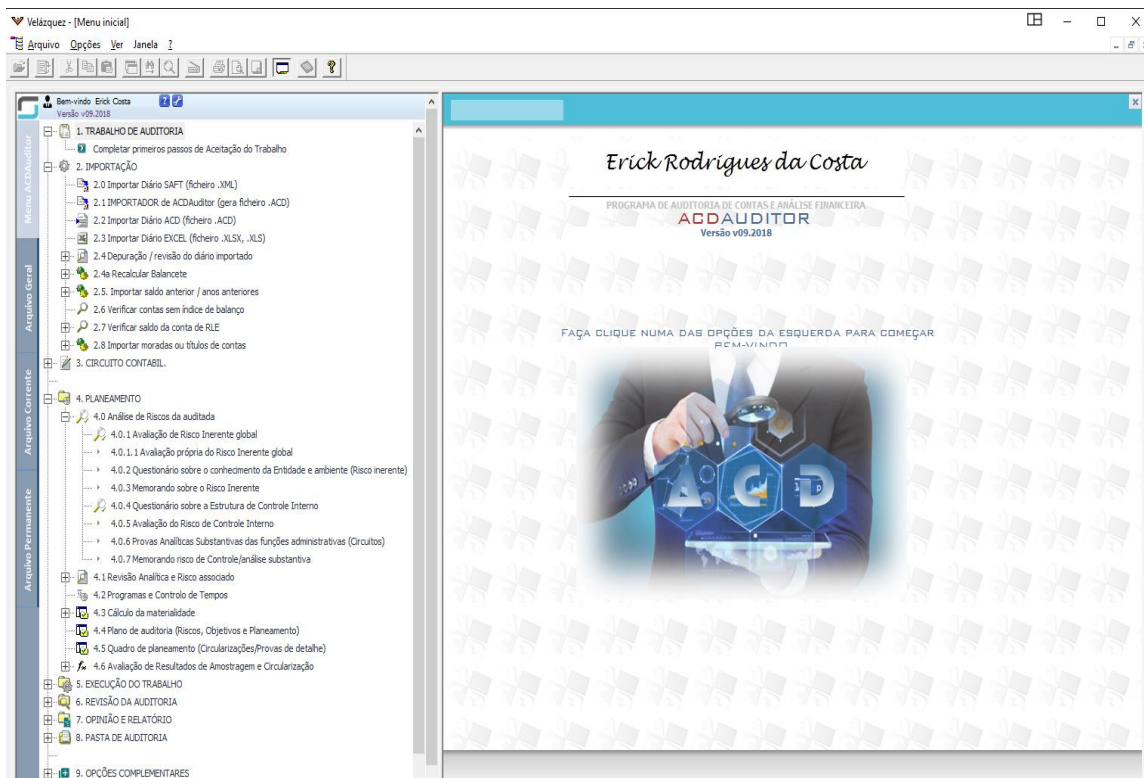 Velázquez - [Menu inicial]
Arquivo Opções Ver Janela ?
Bem-vindo Erick Costa
Versão v09.2018
Menu ACDAuditor
Arquivo Geral
Arquivo Corrente
Arquivo Permanente
1. TRABALHO DE AUDITORIA
Completar primeiros passos de Aceitação do Trabalho
2. IMPORTAÇÃO
2.0 Importar Diário SAFT (ficheiro .XML)
2.1 IMPORTADOR de ACDAuditor (gera ficheiro .ACD)
2.2 Importar Diário ACD (ficheiro .ACD)
2.3 Importar Diário EXCEL (ficheiro .XLSX, .XLS)
2.4 Depuração / revisão do diário importado
2.4a Recalcular Balancete
2.5. Importar saldo anterior / anos anteriores
2.6 Verificar contas sem índice de balanço
2.7 Verificar saldo da conta de RLE
2.8 Importar moradas ou títulos de contas
3. CIRCUITO CONTABIL.
4. PLANEAMENTO
4.0 Análise de Riscos da auditada
4.0.1 Avaliação de Risco Inerente global
4.0.1.1 Avaliação própria do Risco Inerente global
4.0.2 Questionário sobre o conhecimento da Entidade e ambiente (Risco inerente)
4.0.3 Memorando sobre o Risco Inerente
4.0.4 Questionário sobre a Estrutura de Controle Interno
4.0.5 Avaliação do Risco de Controle Interno
4.0.6 Provas Analíticas Substantivas das funções administrativas (Circuitos)
4.0.7 Memorando risco de Controle/análise substantiva
4.1 Revisão Analítica e Risco associado
4.2 Programas e Controlo de Tempos
4.3 Cálculo da materialidade
4.4 Plano de auditoria (Riscos, Objetivos e Planeamento)
4.5 Quadro de planeamento (Circularizações/Provas de detalhe)
4.6 Avaliação de Resultados de Amostragem e Circularização
5. EXECUÇÃO DO TRABALHO
6. REVISÃO DA AUDITORIA
7. OPINIÃO E RELATÓRIO
8. PASTA DE AUDITORIA
9. OPÇÕES COMPLEMENTARES
Erick Rodrigues da Costa
PROGRAMA DE AUDITORIA DE CONTAS E ANÁLISE FINANCEIRA
ACDAUDITOR
Versão v09.2018
FAÇA CLIQUE NUMA DAS OPÇÕES DA ESQUERDA PARA COMEÇAR
BEM-VINDO
A C D